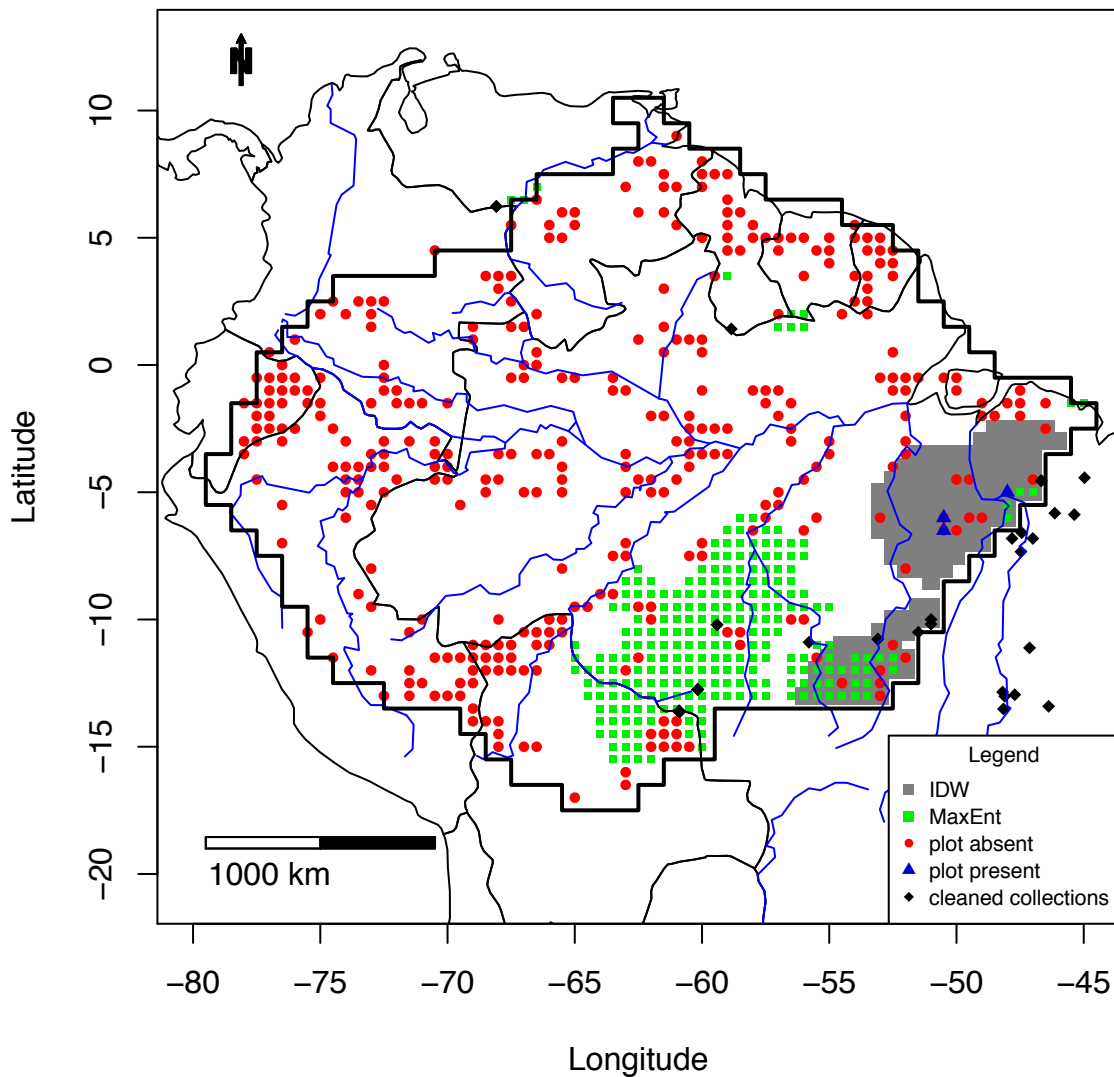 N
10
5
0
−5
−10
−15
−20
Latitude
1000 km
Legend
IDW
MaxEnt
plot absent
plot present
cleaned collections
−80
−75
−70
−65
−60
−55
−50
−45
Longitude